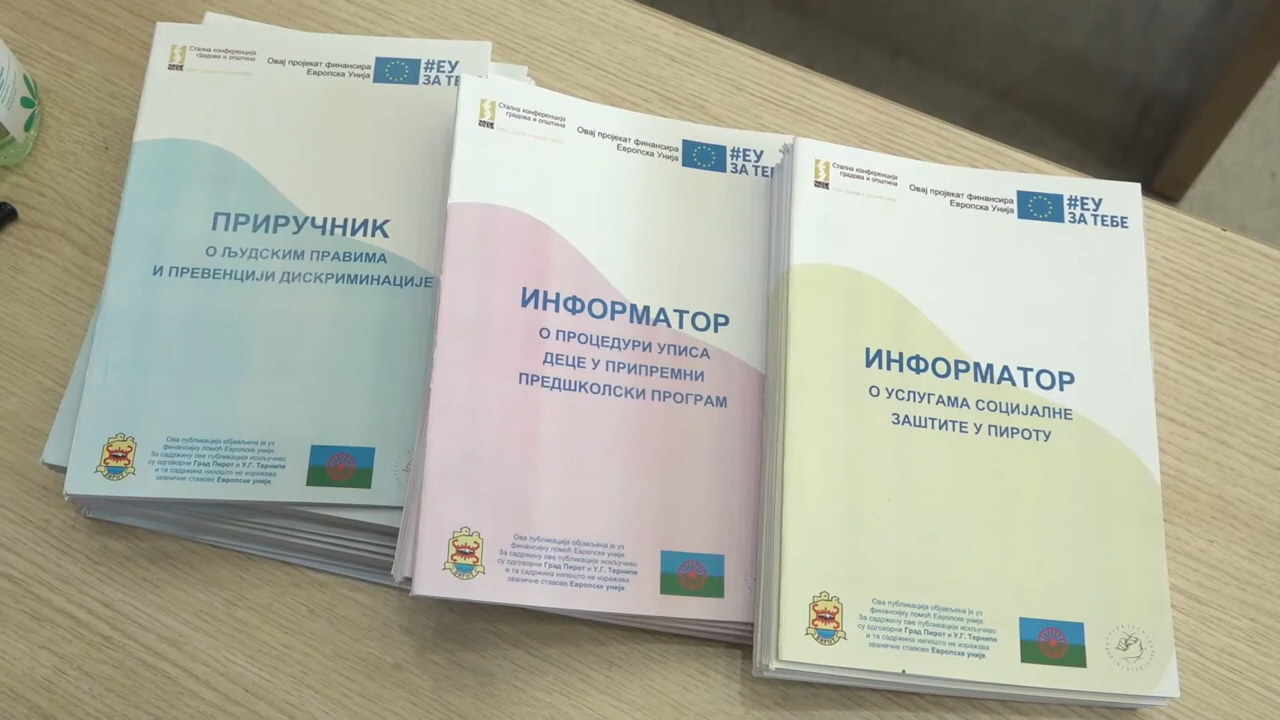 Стална конференција
градова и општина
Овај пројекат финансира
Европска Унија
#ЕУ
ЗА ТЕБЕ
ПРИРУЧНИК
О ЉУДСКИМ ПРАВИМА
И ПРЕВЕНЦИЈИ ДИСКРИМИНАЦИЈЕ
Ова публикација објављена је уз
финансијку помоћ Европске уније.
За садржину ове публикације искључиво
су одговорни Град Пирот и У.Г. Тернипе
и та садржина нипошто не изражава
званичне ставове Европске уније.
Стална конференција
градова и општина
Овај пројекат финансира
Европска Унија
#ЕУ
ЗА ТЕБЕ
ИНФОРМАТОР
О ПРОЦЕДУРИ УПИСА
ДЕЦЕ У ПРИПРЕМНИ
ПРЕДШКОЛСКИ ПРОГРАМ
Ова публикација објављена је уз
финансијку помоћ Европске уније.
За садржину ове публикације искључиво
су одговорни Град Пирот и У.Г. Тернипе
и та садржина нипошто не изражава
званичне ставове Европске уније.
Стална конференција
градова и општина
Овај пројекат финансира
Европска Унија
#ЕУ
ЗА ТЕБЕ
ИНФОРМАТОР
О УСЛУГАМА СОЦИЈАЛНЕ
ЗАШТИТЕ У ПИРОТУ
Ова публикација објављена је уз
финансијку помоћ Европске уније.
За садржину ове публикације искључиво
су одговорни Град Пирот и У.Г. Тернипе
и та садржина нипошто не изражава
званичне ставове Европске уније.